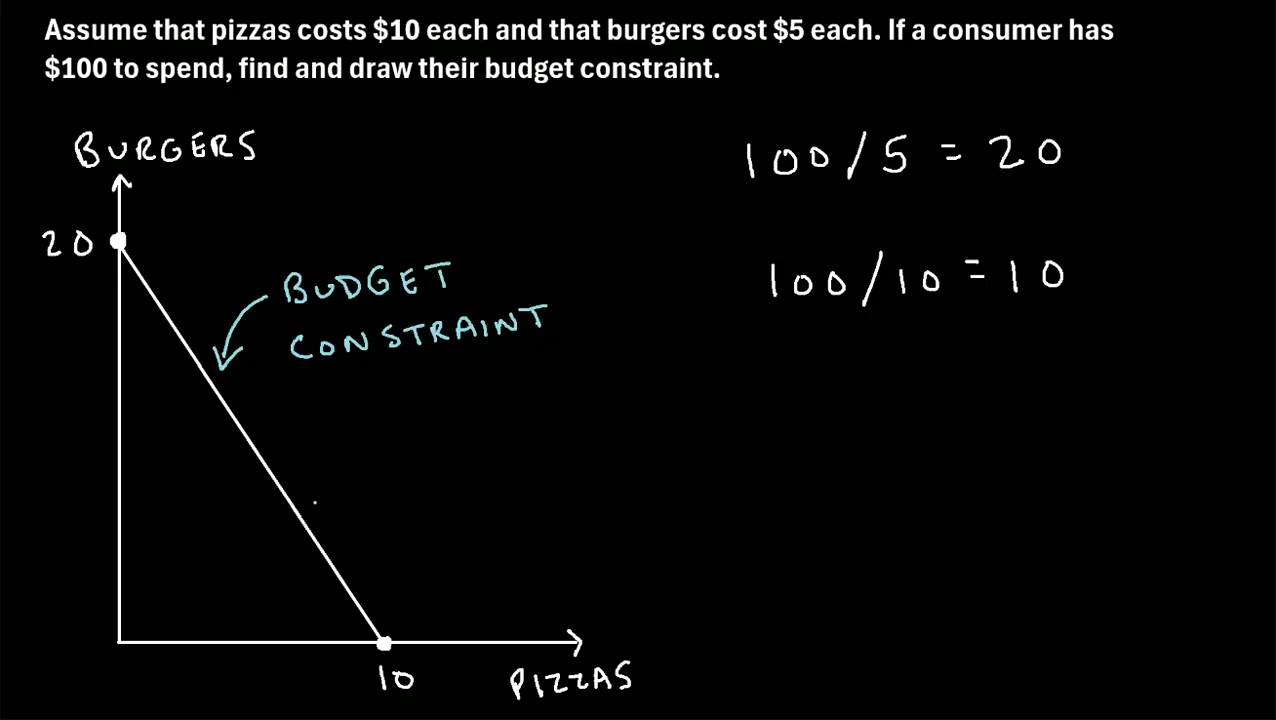 Assume that pizzas costs $10 each and that burgers cost $5 each. If a consumer has
$100 to spend, find and draw their budget constraint.
BURGERS
100/5 = 20
20
BUDGET
CONSTRAINT
100/10 = 10
10
PIZZAS